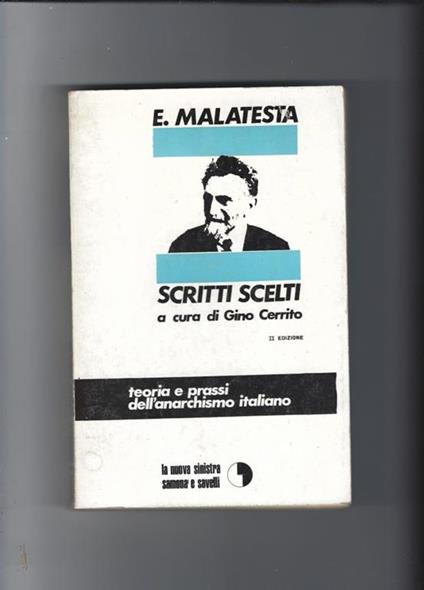 E. MALATESTA
SCRITTI SCELTI
a cura di Gino Cerrito
II EDIZIONE
teoria e prassi
dell'anarchismo italiano
la nuova sinistra
samonà e savelli